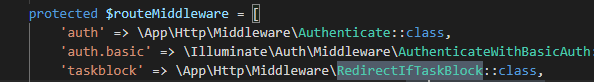 protected $routeMiddleware = [
'auth' => \App\Http\Middleware\Authenticate::class,
'auth.basic' => \Illuminate\Auth\Middleware\AuthenticateWithBasicAuth:
'taskblock' => \App\Http\Middleware\RedirectIfTaskBlock::class,